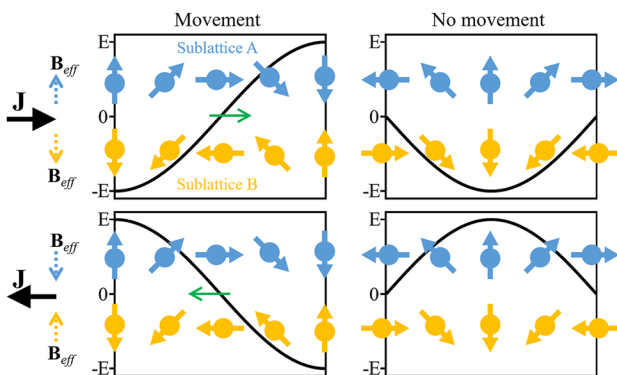 Movement
No movement
E
Sublattice A
E
B_eff
J
0
0
B_eff
Sublattice B
-E
-E
E
E
B_eff
J
0
0
B_eff
-E
-E